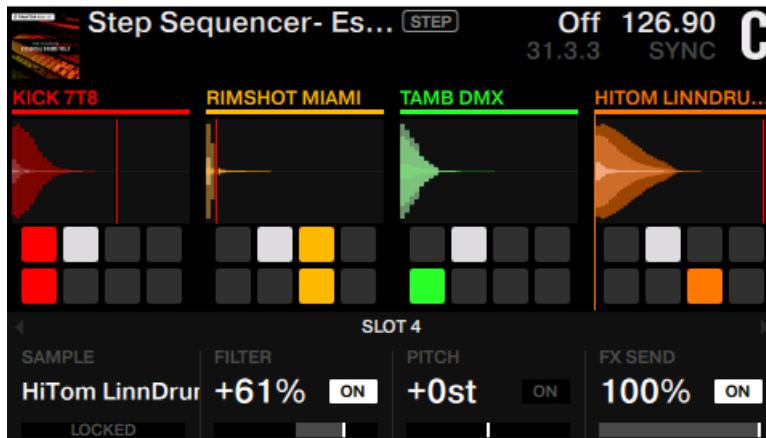 Step Sequencer- Es... STEP Off 126.90 C
31.3.3 SYNC
KICK 7T8 RIMSHOT MIAMI TAMB DMX HITOM LINNDRU...
SLOT 4
SAMPLE FILTER PITCH FX SEND
HiTom LinnDrur +61% ON +0st ON 100% ON
LOCKED